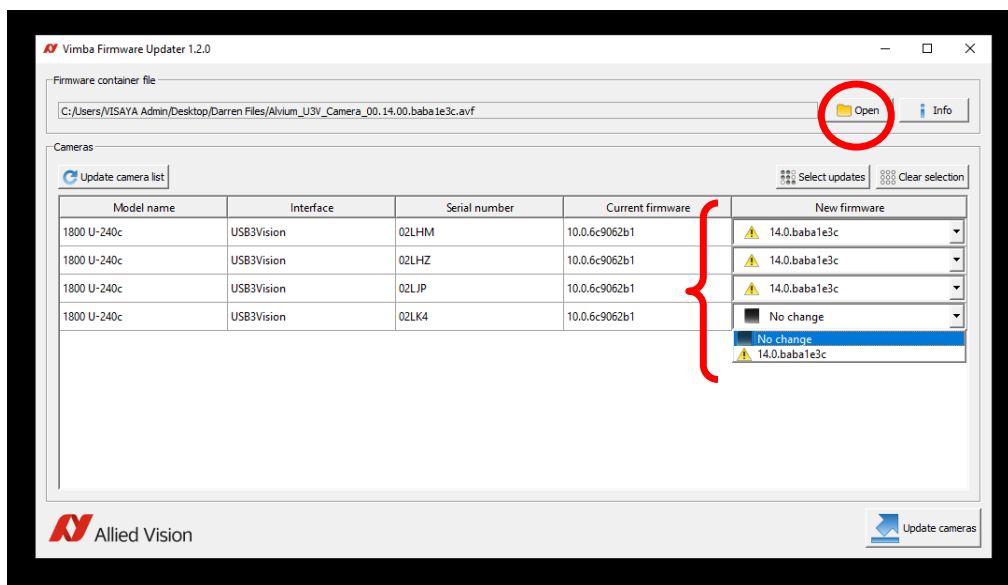 Vimba Firmware Updater 1.2.0
Firmware container file
C:/Users/VISAYA Admin/Desktop/Darren Files/Alvium_U3V_Camera_00.14.00.baba1e3c.avf Open Info
Cameras
Update camera list Select updates Clear selection
Model name Interface Serial number Current firmware New firmware
1800 U-240c USB3Vision 02LHM 10.0.6c9062b1 14.0.baba1e3c
1800 U-240c USB3Vision 02LHZ 10.0.6c9062b1 14.0.baba1e3c
1800 U-240c USB3Vision 02LJP 10.0.6c9062b1 14.0.baba1e3c
1800 U-240c USB3Vision 02LK4 10.0.6c9062b1 No change
No change
14.0.baba1e3c
Allied Vision Update cameras